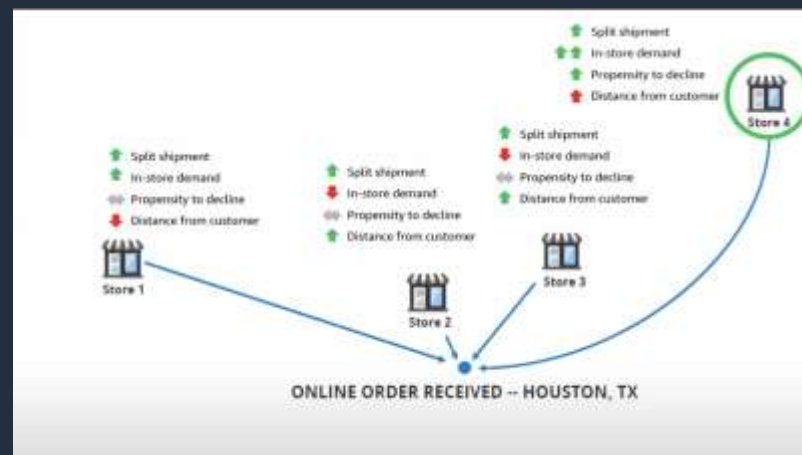 Split shipment
In-store demand
Propensity to decline
Distance from customer
Store 4
Split shipment
In-store demand
Propensity to decline
Distance from customer
Store 3
Split shipment
In-store demand
Propensity to decline
Distance from customer
Store 1
Split shipment
In-store demand
Propensity to decline
Distance from customer
Store 2
ONLINE ORDER RECEIVED -- HOUSTON, TX